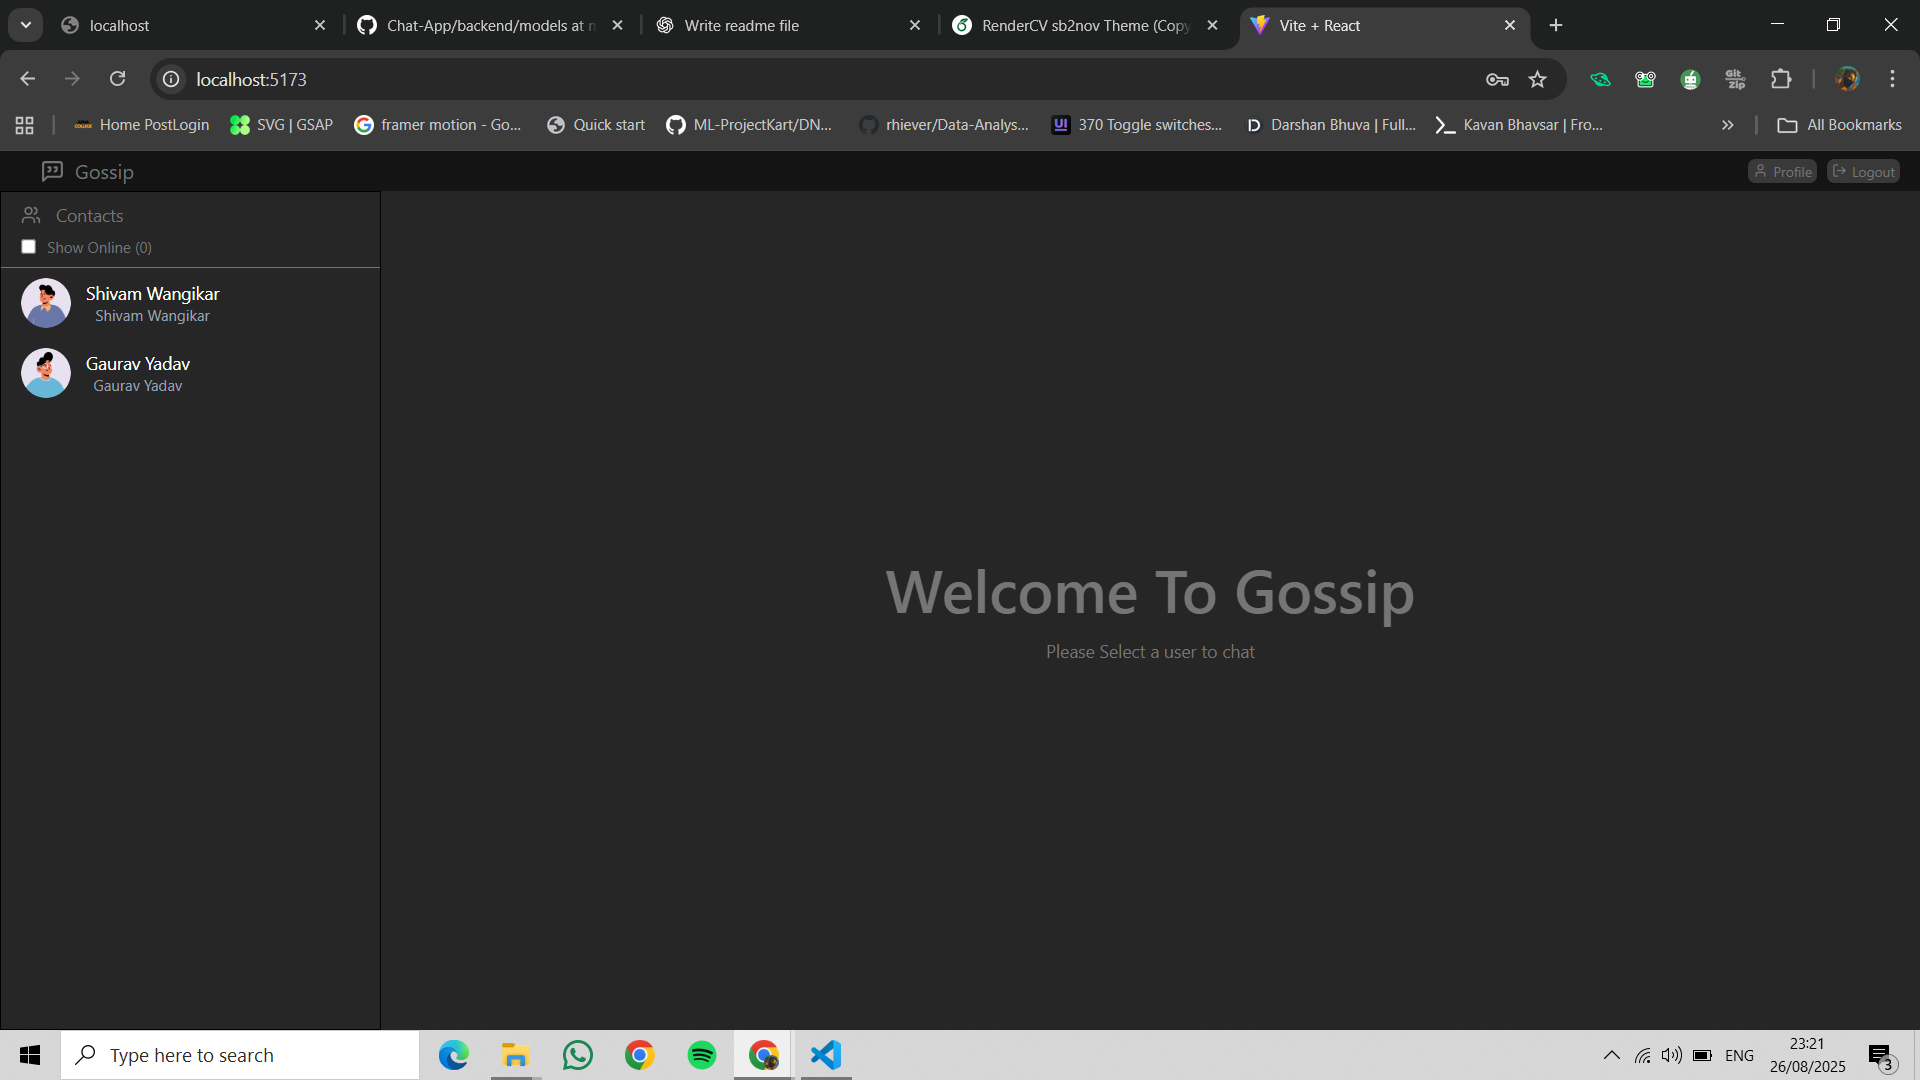 localhost
Chat-App/backend/models at
Write readme file
RenderCV sb2nov Theme (Copy
Vite + React
localhost:5173
Git
Zip
Home PostLogin
SVG | GSAP
framer motion - Go...
Quick start
ML-ProjectKart/DN...
rhiever/Data-Analys...
UI
370 Toggle switches...
D
Darshan Bhuva | Full...
Kavan Bhavsar | Fro...
All Bookmarks
Gossip
Profile
Logout
Contacts
Show Online (0)
Shivam Wangikar
Shivam Wangikar
Gaurav Yadav
Gaurav Yadav
Welcome To Gossip
Please Select a user to chat
Type here to search
ENG
23:21
26/08/2025
3